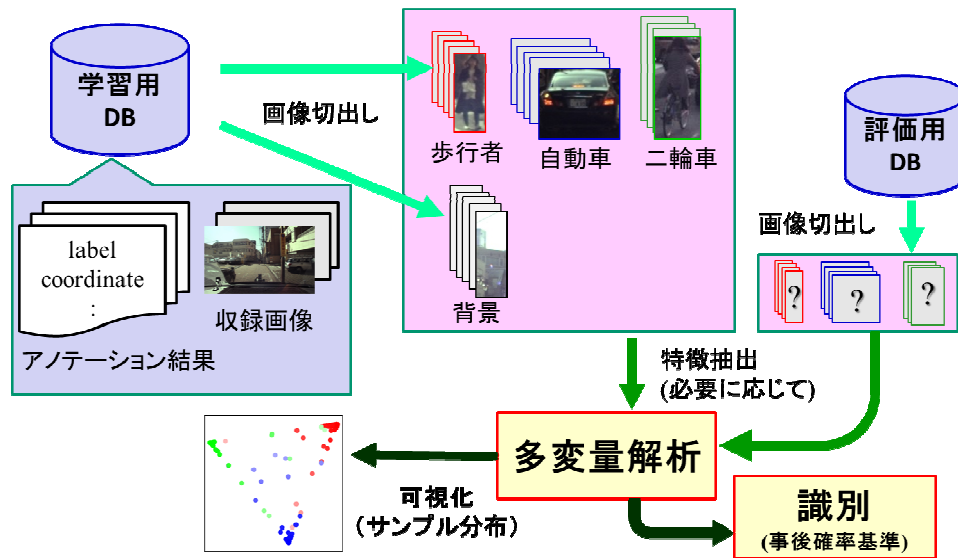 学習用
DB
画像切出し
歩行者
自動車
二輪車
背景
評価用
DB
画像切出し
?
?
?
label
coordinate
:
収録画像
アノテーション結果
特徴抽出
(必要に応じて)
多変量解析
可視化
(サンプル分布)
識別
(事後確率基準)